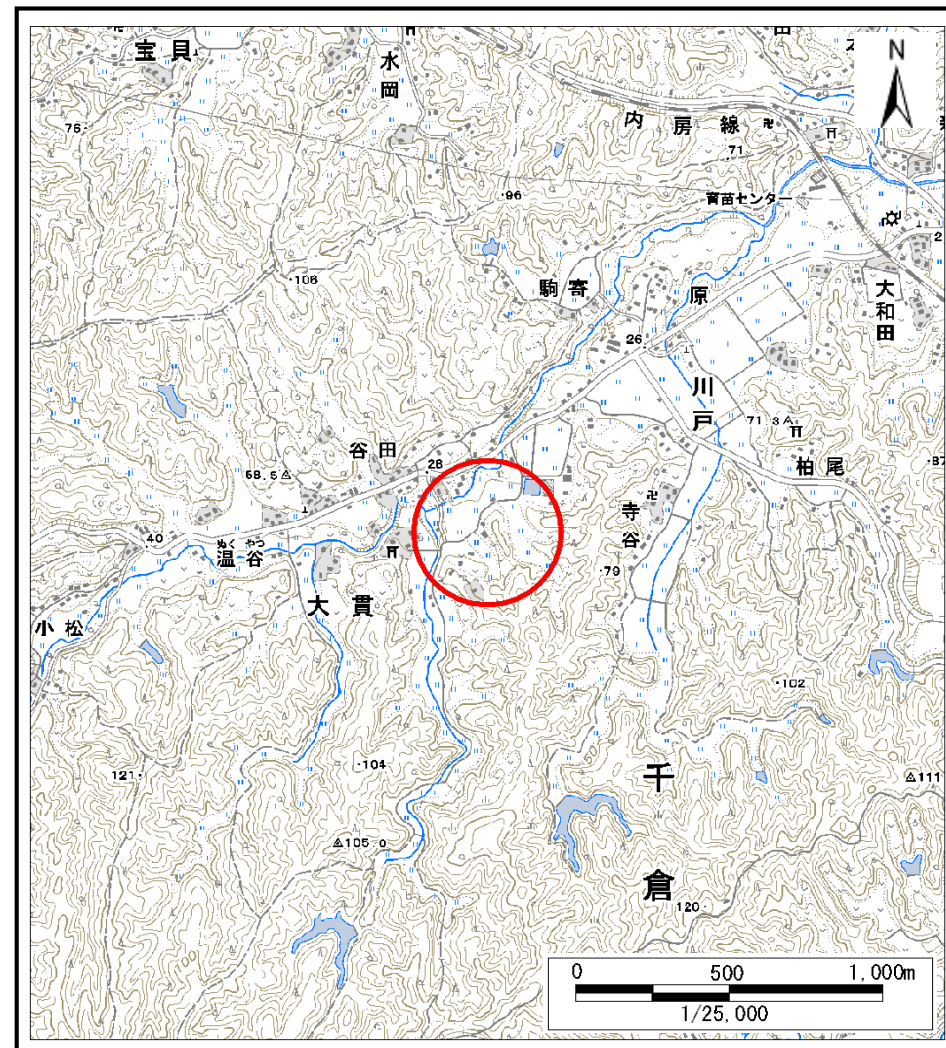 宝貝
水岡
N
76
内房線
71
96
育苗センター
106
駒寄
原
大和田
26
川戸
71.3
谷田
28
柏尾
68.5
寺谷
40
ぬく やつ
温谷
79
大貫
小松
102
104
千倉
121
111
105.0
120
100
0 500 1,000m
1/25,000